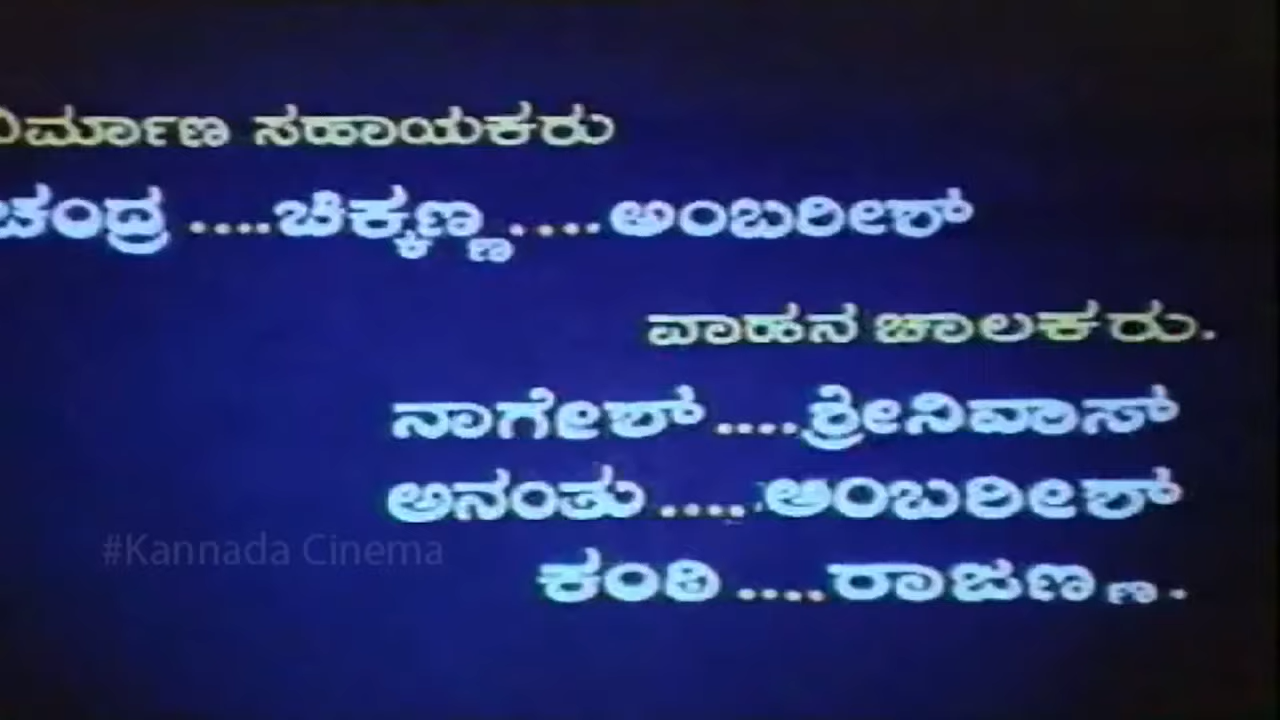 ನಿರ್ಮಾಣ ಸಹಾಯಕರು
ಚಂದ್ರ ....ಚಿಕ್ಕಣ್ಣ....ಅಂಬರೀಶ್
ವಾಹನ ಚಾಲಕರು.
ನಾಗೇಶ್ ....ಶ್ರೀನಿವಾಸ್
ಅನಂತು ....ಅಂಬರೀಶ್
#Kannada Cinema
ಕಂಠಿ ....ರಾಜಣ್ಣ.